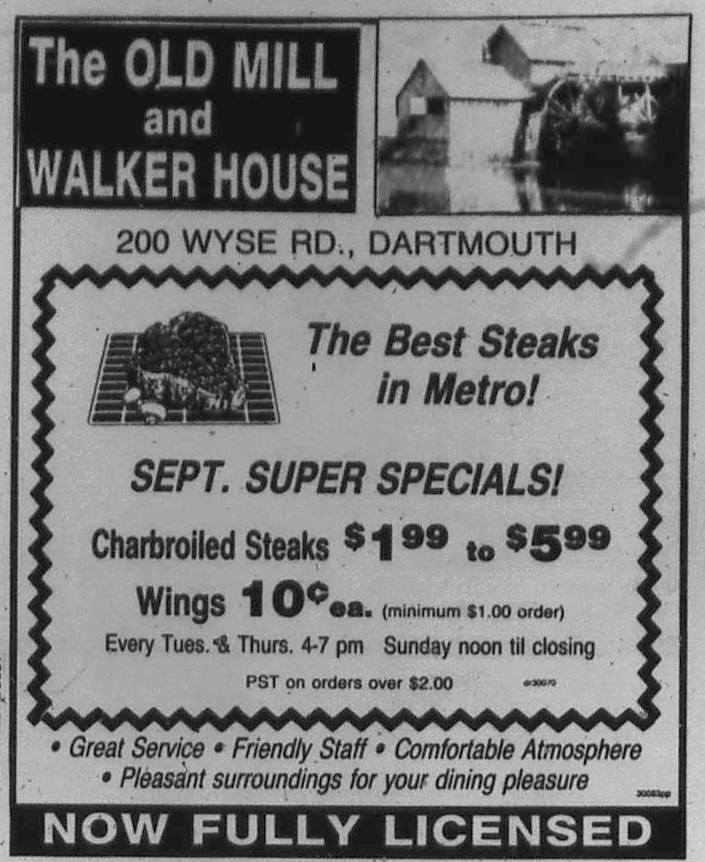 The OLD MILL
and
WALKER HOUSE
200 WYSE RD., DARTMOUTH
The Best Steaks
in Metro!
SEPT. SUPER SPECIALS!
Charbroiled Steaks $1.99 to $5.99
Wings 10¢ ea. (minimum $1.00 order)
Every Tues. & Thurs. 4-7 pm Sunday noon til closing
PST on orders over $2.00 dr30070
• Great Service • Friendly Staff • Comfortable Atmosphere
• Pleasant surroundings for your dining pleasure
NOW FULLY LICENSED